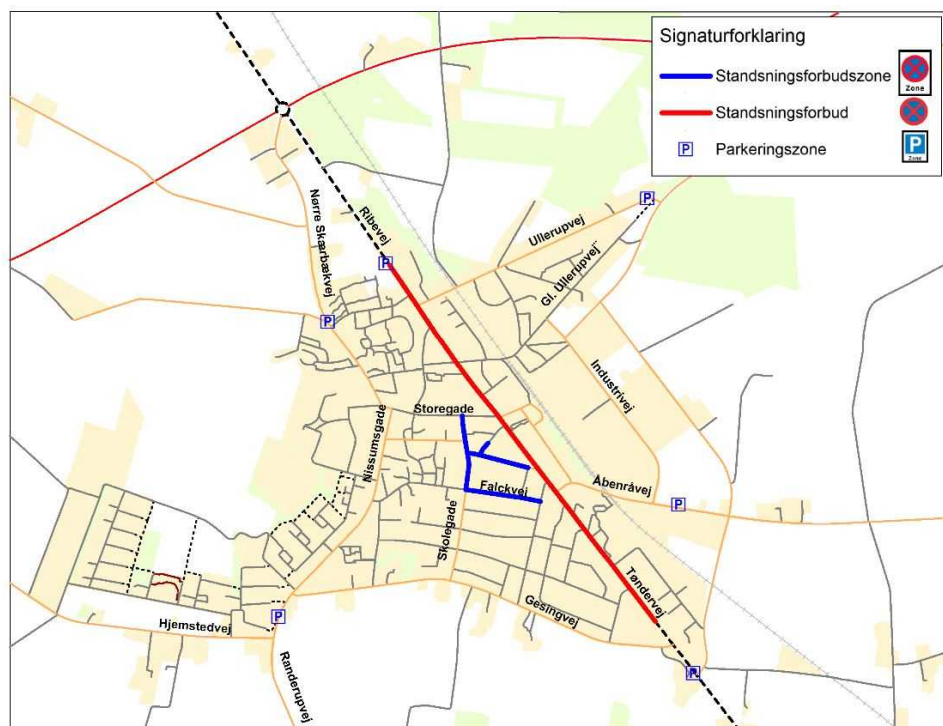 Signaturforklaring
Standsningsforbudszone
Zone
Standsningsforbud
P Parkeringszone
P
Zone
P
Ullerupvej
Ribevej
Nørre Skærbækvej
P
Gl. Ullerupvej
P
Industrivej
Storegade
Nissumsgade
Åbenråvej
Falckvej
P
Skolegade
Tøndervej
Gesingvej
P
Hjemstedvej
Randerupvej
P